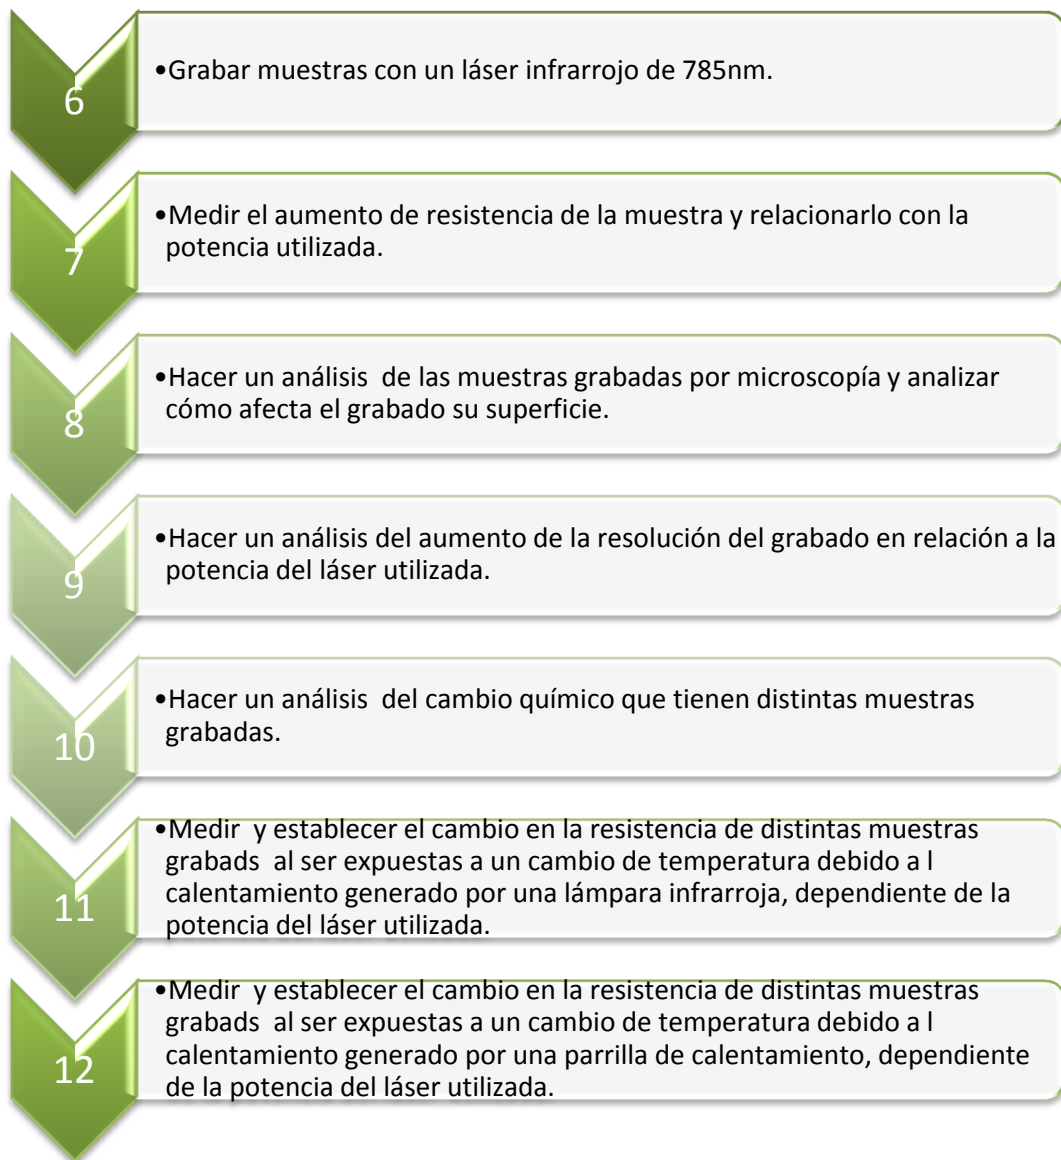 6
•Grabar muestras con un láser infrarrojo de 785nm.
7
•Medir el aumento de resistencia de la muestra y relacionarlo con la
potencia utilizada.
8
•Hacer un análisis  de las muestras grabadas por microscopía y analizar
cómo afecta el grabado su superficie.
9
•Hacer un análisis del aumento de la resolución del grabado en relación a la
potencia del láser utilizada.
10
•Hacer un análisis  del cambio químico que tienen distintas muestras
grabadas.
11
•Medir  y establecer el cambio en la resistencia de distintas muestras
grabads  al ser expuestas a un cambio de temperatura debido a l
calentamiento generado por una lámpara infrarroja, dependiente de la
potencia del láser utilizada.
12
•Medir  y establecer el cambio en la resistencia de distintas muestras
grabads  al ser expuestas a un cambio de temperatura debido a l
calentamiento generado por una parrilla de calentamiento, dependiente
de la potencia del láser utilizada.